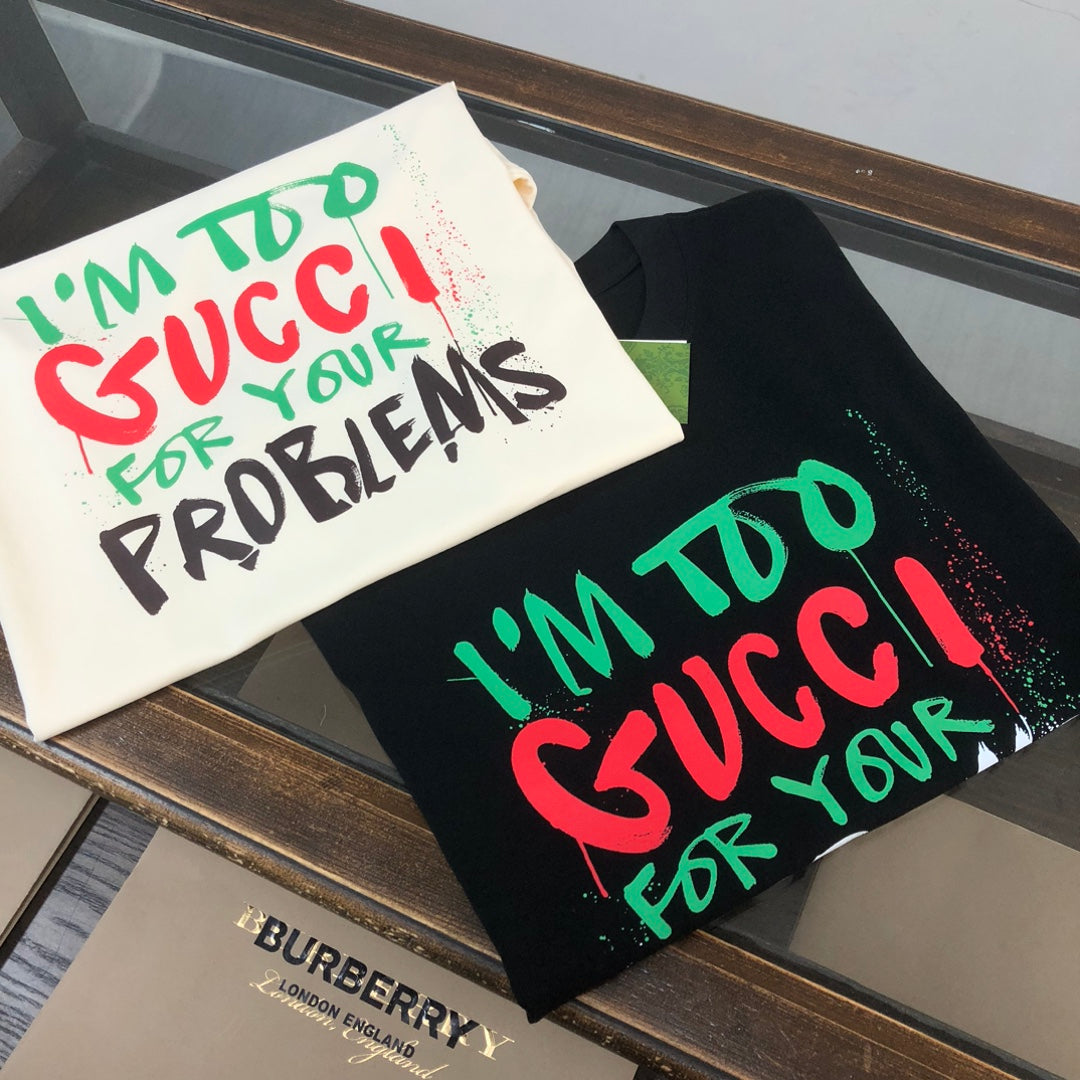 I'M TOO
GUCCI
FOR YOUR
PROBLEMS
I'M TOO
GUCCI
FOR YOUR
BURBERRY
LONDON ENGLAND
London, England